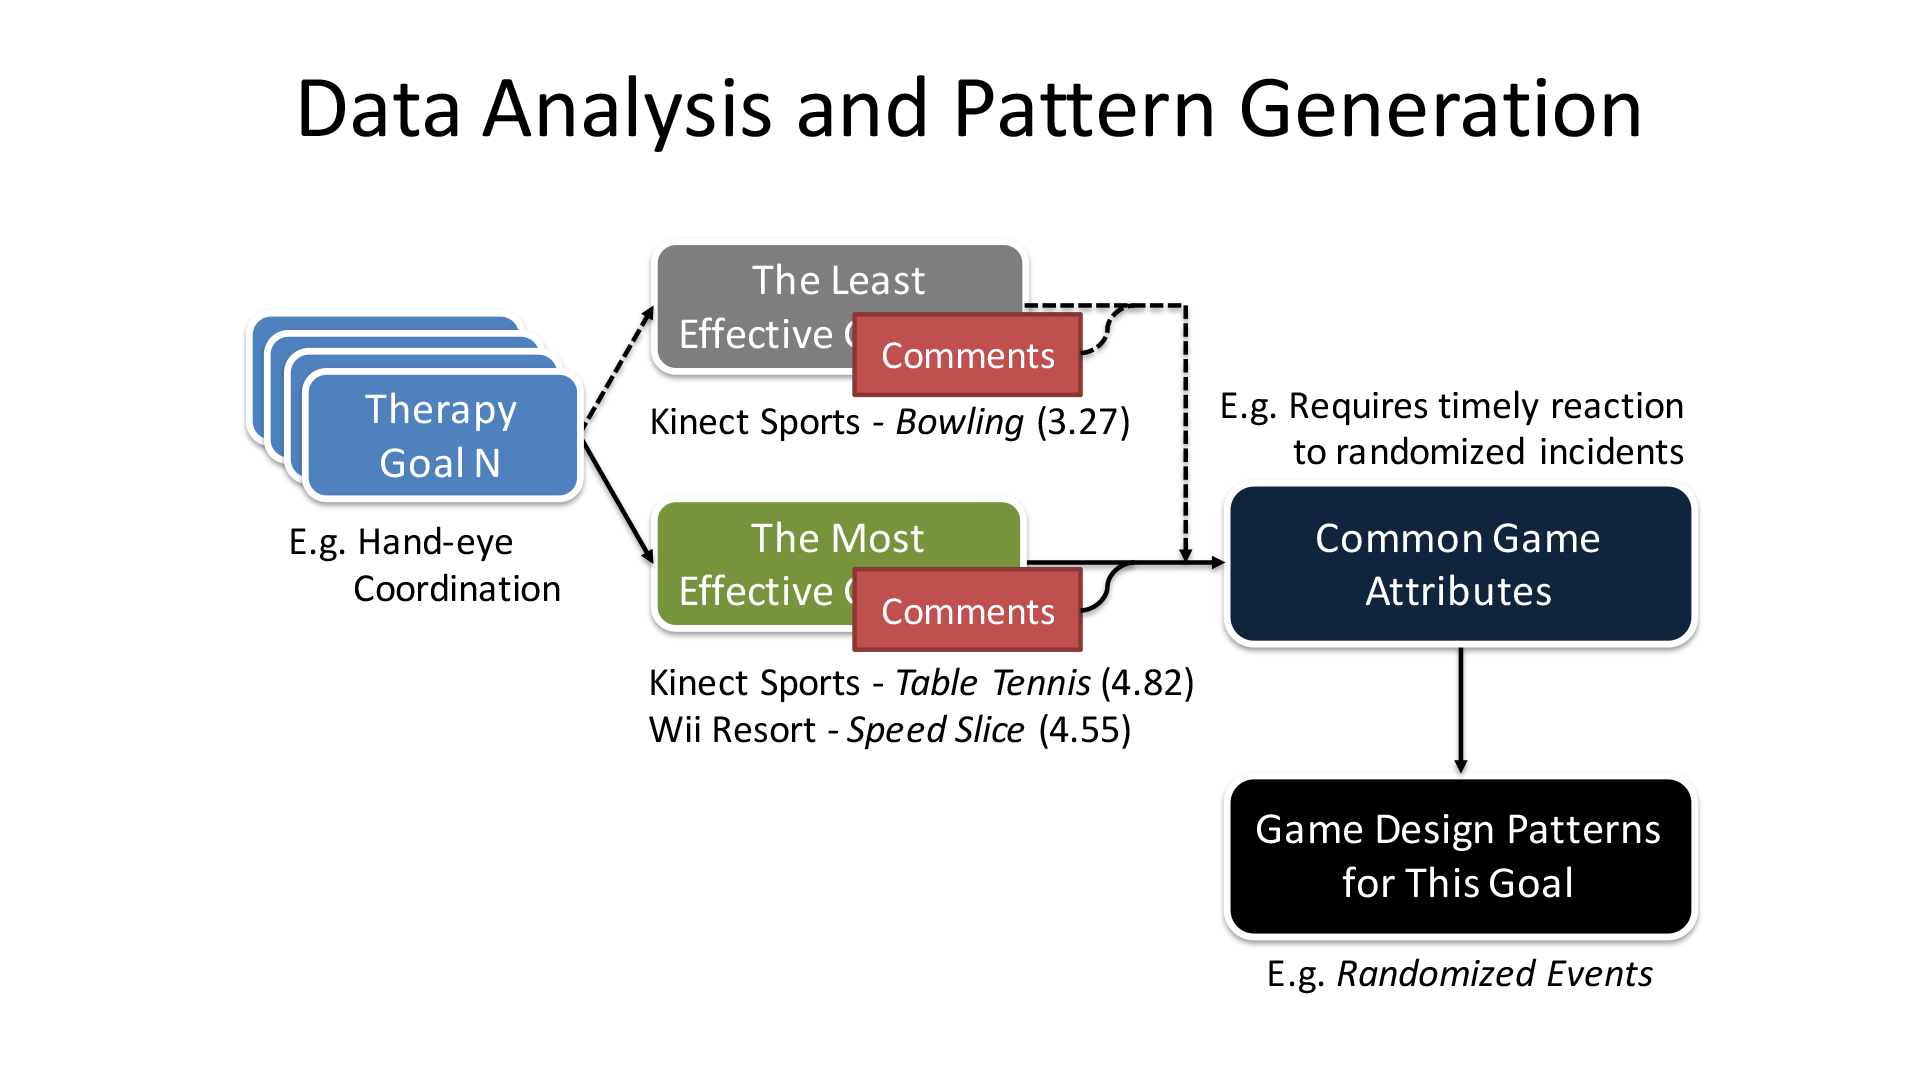 Data Analysis and Pattern Generation
The Least
Effective
Comments
Kinect Sports - Bowling (3.27)
Therapy
Goal N
E.g. Hand-eye
Coordination
The Most
Effective
Comments
Kinect Sports - Table Tennis (4.82)
Wii Resort - Speed Slice (4.55)
E.g. Requires timely reaction
to randomized incidents
Common Game
Attributes
Game Design Patterns
for This Goal
E.g. Randomized Events